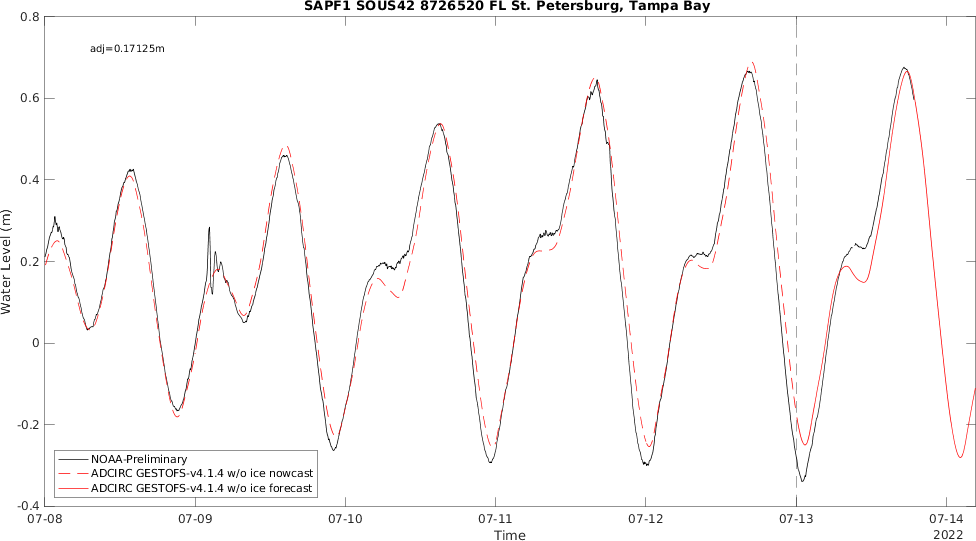 SAPF1 SOUS42 8726520 FL St. Petersburg, Tampa Bay
adj=0.17125m
Water Level (m)
0.8
0.6
0.4
0.2
0
-0.2
-0.4
NOAA-Preliminary
ADCIRC GESTOFS-v4.1.4 w/o ice nowcast
ADCIRC GESTOFS-v4.1.4 w/o ice forecast
07-08 07-09 07-10 07-11 07-12 07-13 07-14
Time
2022